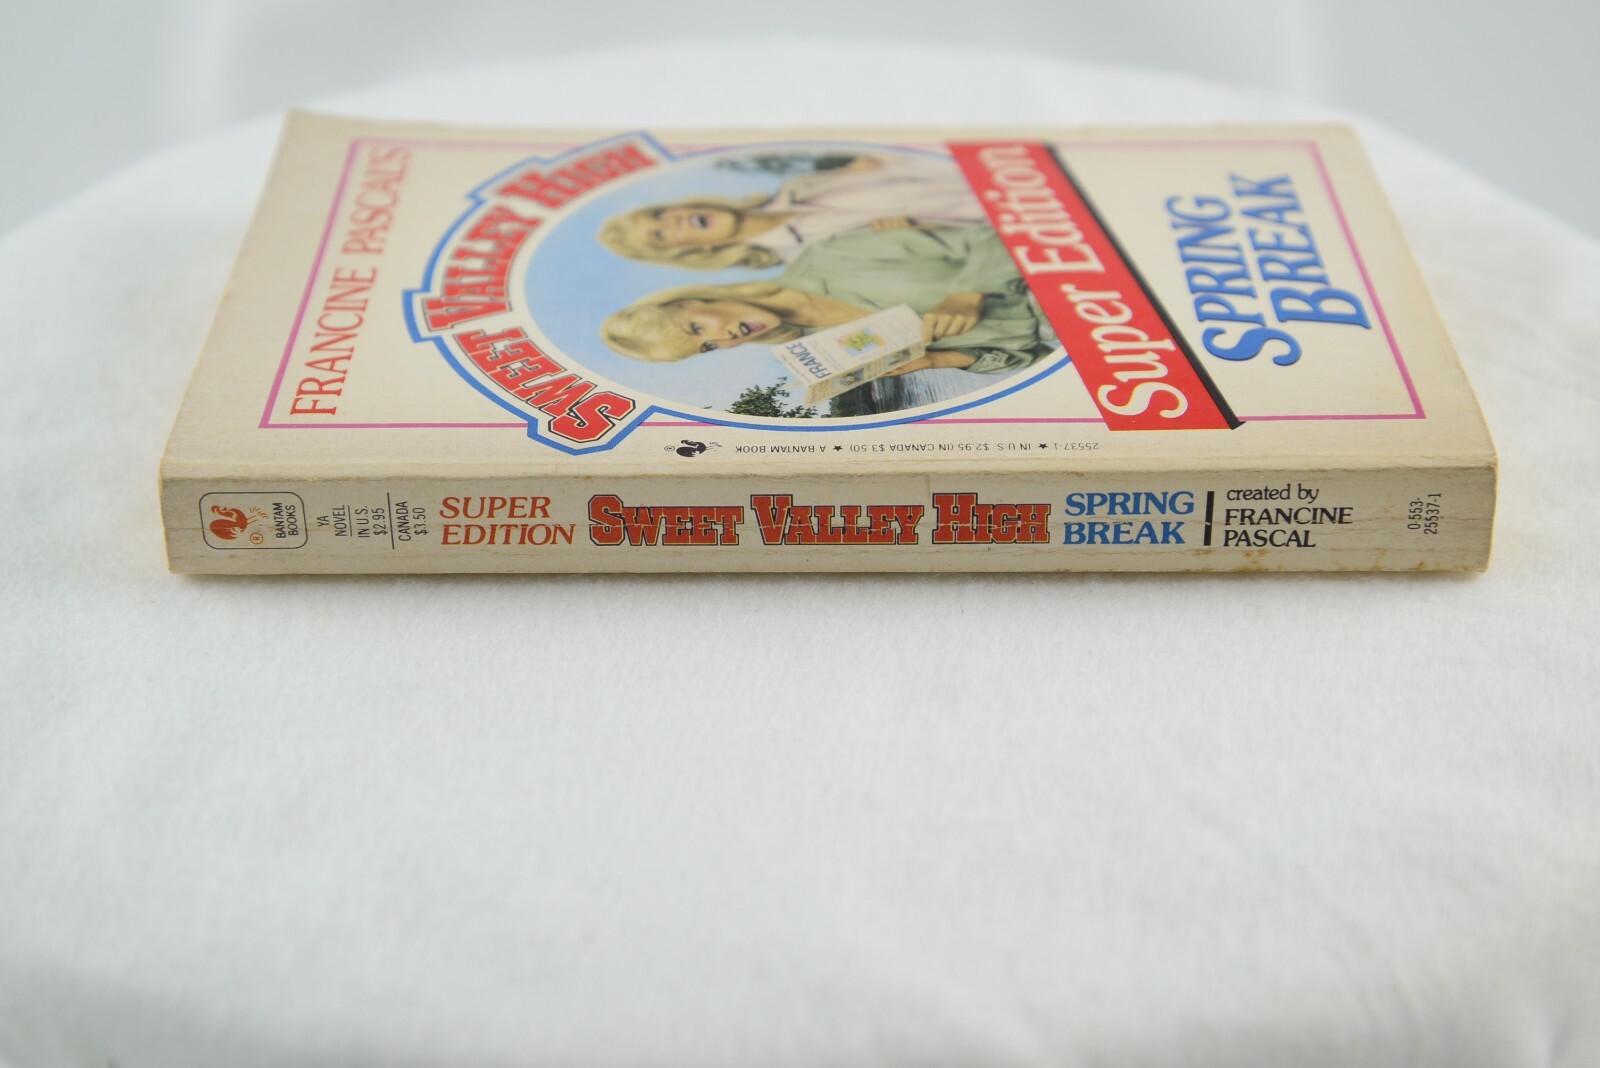 FRANCINE PASCAL'S
SWEET VALLEY HIGH
FRANCE
Super Edition
SPRING
BREAK
25537-1 ★ IN U.S. $2.95 (IN CANADA $3.50) ★ A BANTAM BOOK
BANTAM
BOOKS
YA
NOVEL
IN U.S.
$2.95
CANADA
$3.50
SUPER
EDITION
SWEET VALLEY HIGH
SPRING
BREAK
created by
FRANCINE
PASCAL
0-553-
25537-1